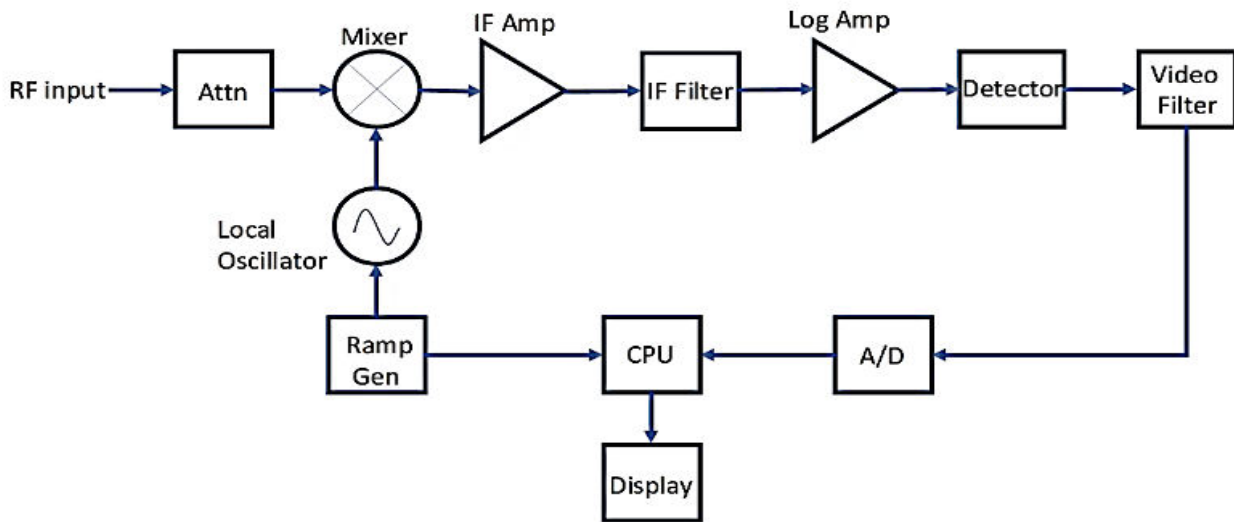 IF Amp
Log Amp
Mixer
RF input
Attn
IF Filter
Detector
Video
Filter
Local
Oscillator
Ramp
Gen
CPU
A/D
Display